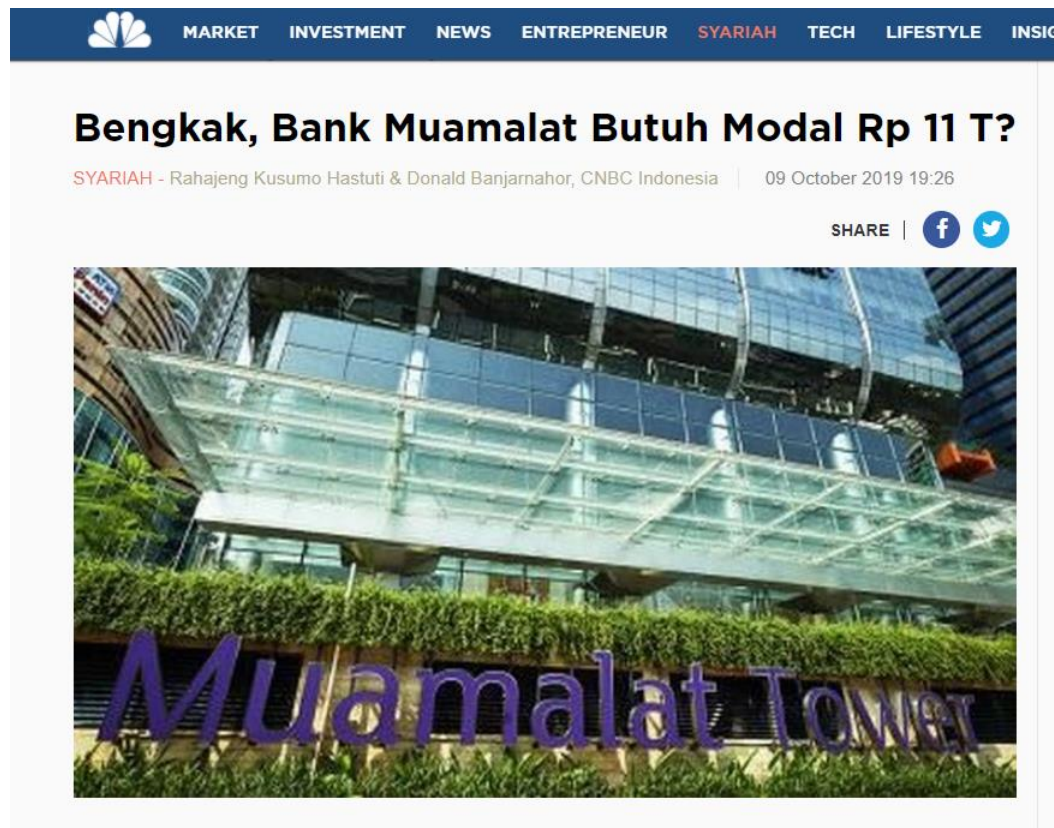 MARKET INVESTMENT NEWS ENTREPRENEUR SYARIAH TECH LIFESTYLE
Bengkak, Bank Muamalat Butuh Modal Rp 11 T?
SYARIAH - Rahajeng Kusumo Hastuti & Donald Banjarnahor, CNBC Indonesia 09 October 2019 19:26
SHARE
ATM
Muamalat Tower